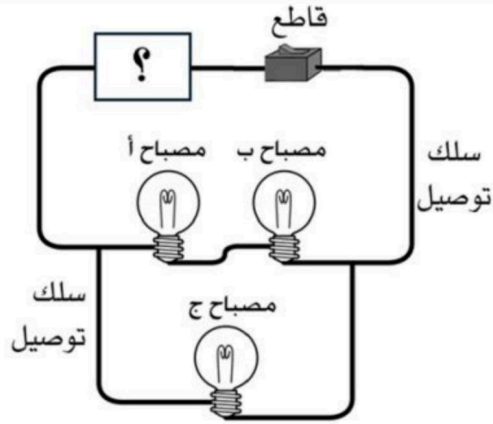 قاطع
؟
مصباح أ
مصباح ب
سلك
توصيل
مصباح ج
سلك
توصيل